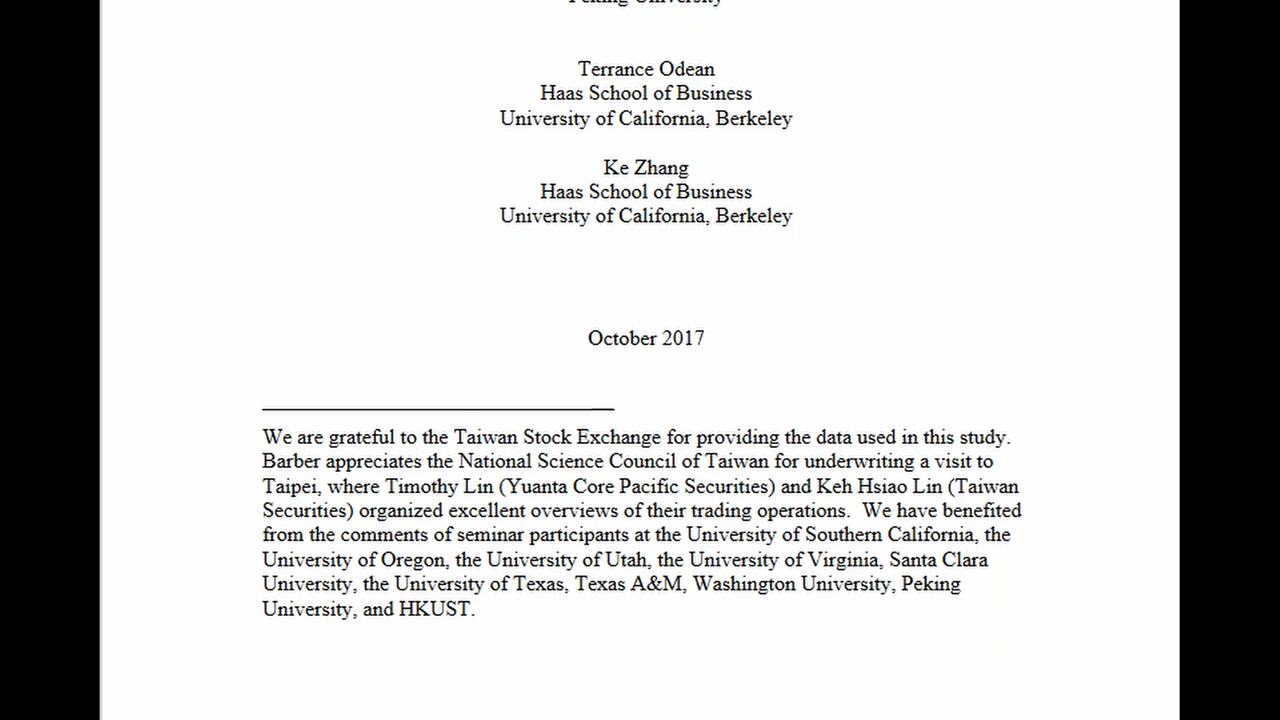 Peking University
Terrance Odean
Haas School of Business
University of California, Berkeley
Ke Zhang
Haas School of Business
University of California, Berkeley
October 2017
We are grateful to the Taiwan Stock Exchange for providing the data used in this study.
Barber appreciates the National Science Council of Taiwan for underwriting a visit to
Taipei, where Timothy Lin (Yuanta Core Pacific Securities) and Keh Hsiao Lin (Taiwan
Securities) organized excellent overviews of their trading operations.  We have benefited
from the comments of seminar participants at the University of Southern California, the
University of Oregon, the University of Utah, the University of Virginia, Santa Clara
University, the University of Texas, Texas A&M, Washington University, Peking
University, and HKUST.